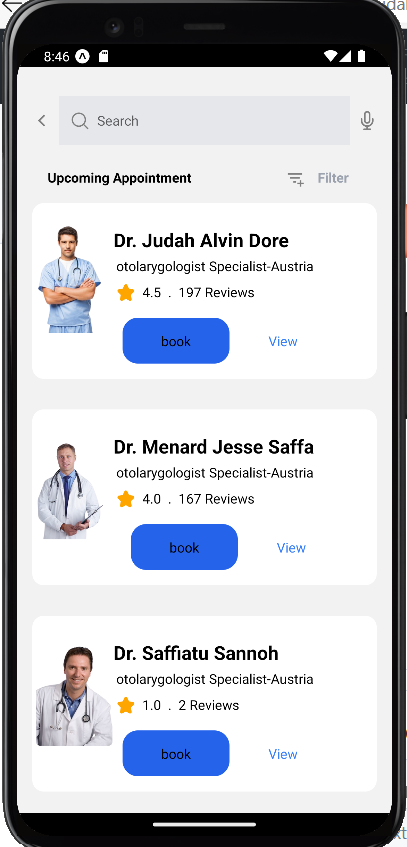 8:46
Search
Upcoming Appointment
Filter
Dr. Judah Alvin Dore
otolarygologist Specialist-Austria
4.5 . 197 Reviews
book View
Dr. Menard Jesse Saffa
otolarygologist Specialist-Austria
4.0 . 167 Reviews
book View
Dr. Saffiatu Sannoh
otolarygologist Specialist-Austria
1.0 . 2 Reviews
book View